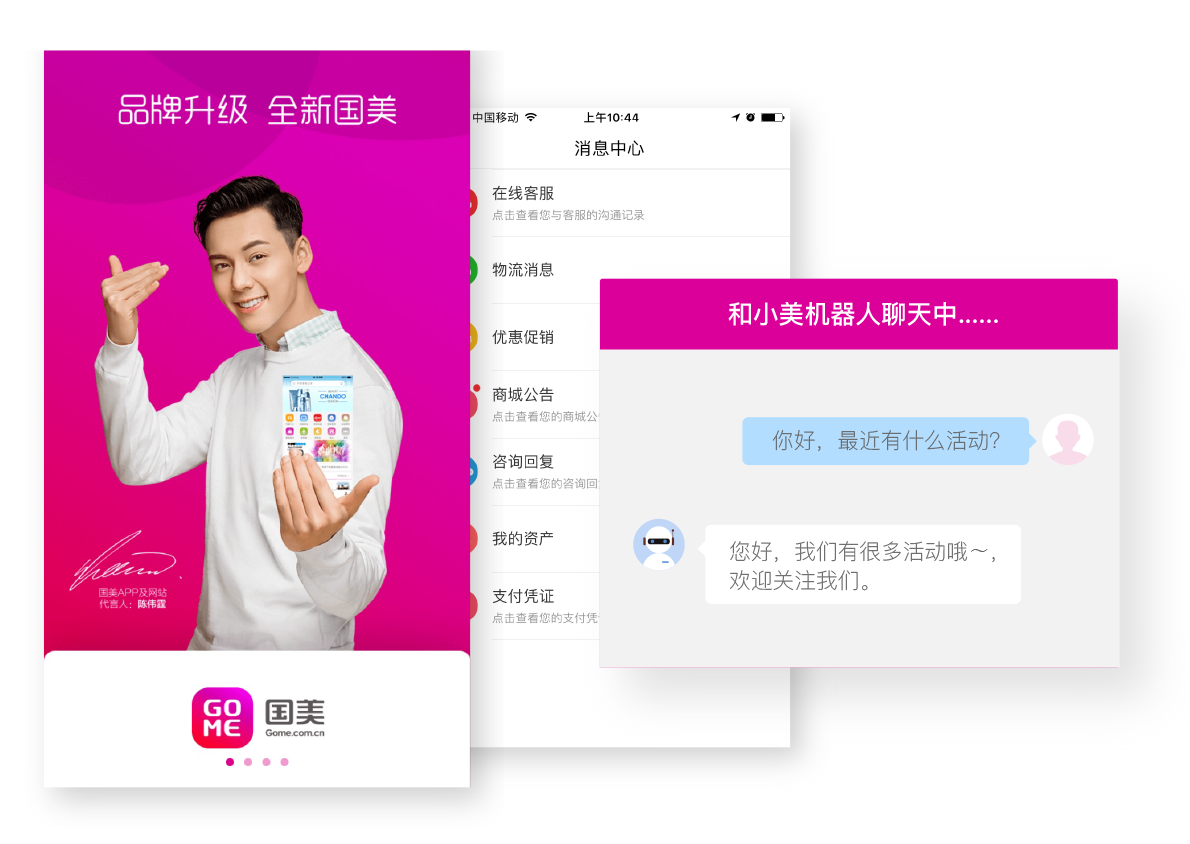 品牌升级 全新国美
CHANDO
国美APP及网站
代言人：陈伟霆
GO
ME
国美
Gome.com.cn
中国移动
上午10:44
消息中心
在线客服
点击查看您与客服的沟通记录
物流消息
优惠促销
商城公告
点击查看您的商城公
咨询回复
点击查看您的咨询回
我的资产
支付凭证
点击查看您的支付凭
和小美机器人聊天中......
你好，最近有什么活动?
您好，我们有很多活动哦～，
欢迎关注我们。